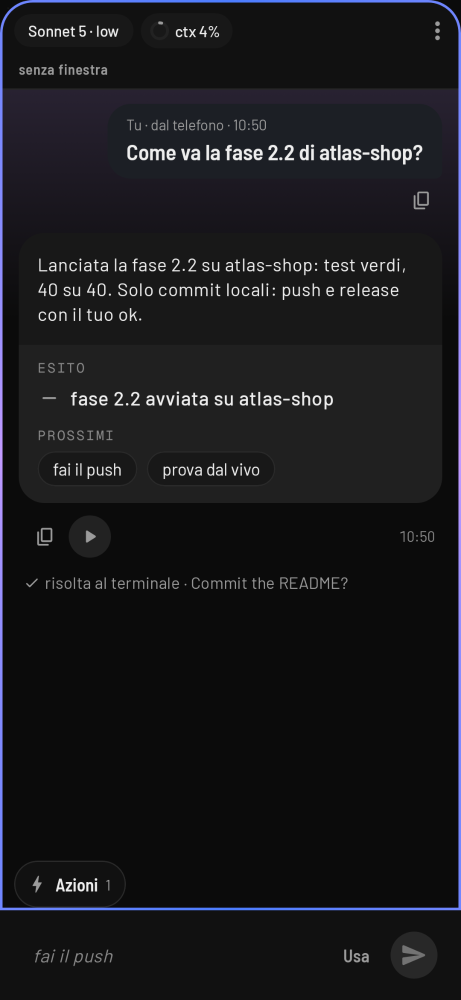 Sonnet 5 · low
ctx 4%
senza finestra
Tu · dal telefono · 10:50
Come va la fase 2.2 di atlas-shop?
Lanciata la fase 2.2 su atlas-shop: test verdi,
40 su 40. Solo commit locali: push e release
con il tuo ok.
ESITO
— fase 2.2 avviata su atlas-shop
PROSSIMI
fai il push
prova dal vivo
10:50
✓ risolta al terminale · Commit the README?
Azioni 1
fai il push
Usa